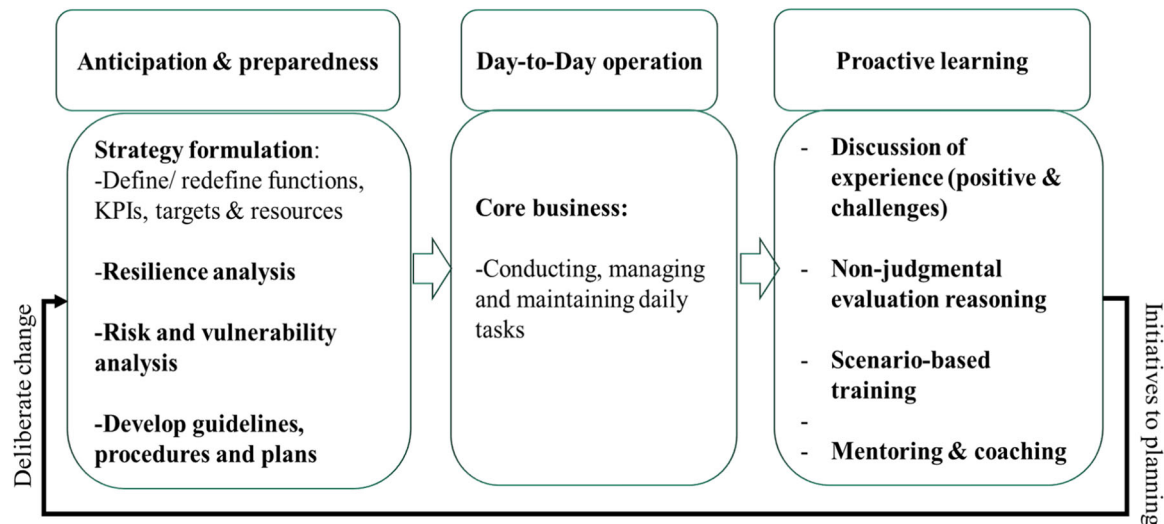 Anticipation & preparedness
Day-to-Day operation
Proactive learning
Strategy formulation:
-Define/ redefine functions,
KPIs, targets & resources
-Resilience analysis
-Risk and vulnerability
analysis
-Develop guidelines,
procedures and plans
Core business:
-Conducting, managing
and maintaining daily
tasks
- Discussion of
experience (positive &
challenges)
- Non-judgmental
evaluation reasoning
- Scenario-based
training
-
- Mentoring & coaching
Deliberate change
Initiatives to planning